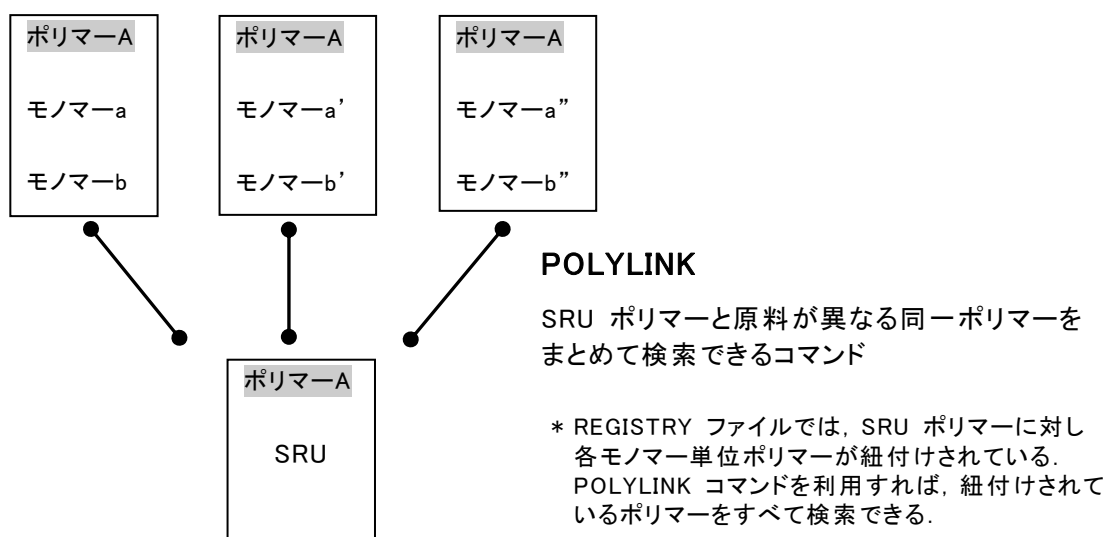 ポリマーA
モノマーa
モノマーb
ポリマーA
モノマーa’
モノマーb’
ポリマーA
モノマーa”
モノマーb”
POLYLINK
SRU ポリマーと原料が異なる同一ポリマーを
まとめて検索できるコマンド
ポリマーA
SRU
* REGISTRY ファイルでは, SRU ポリマーに対し
各モノマー単位ポリマーが紐付けされている.
POLYLINK コマンドを利用すれば, 紐付けされて
いるポリマーをすべて検索できる.